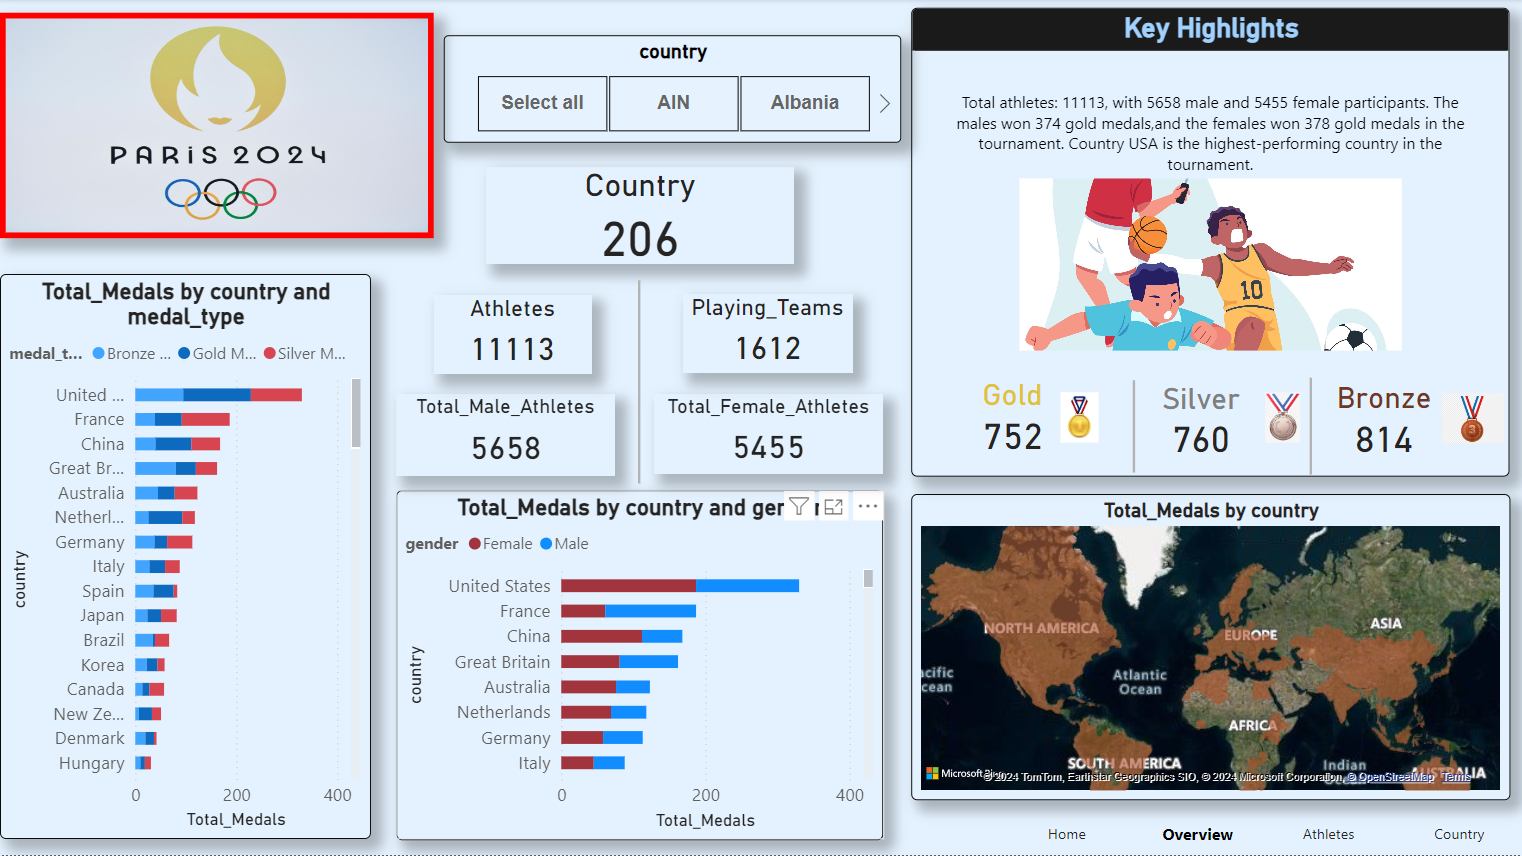 PARIS 2024
country
Select all
AIN
Albania
Country
206
Athletes
11113
Playing_Teams
1612
Total_Male_Athletes
5658
Total_Female_Athletes
5455
Key Highlights
Total athletes: 11113, with 5658 male and 5455 female participants. The
males won 374 gold medals,and the females won 378 gold medals in the
tournament. Country USA is the highest-performing country in the
tournament.
10
Gold
752
Silver
760
Bronze
3
814
Total_Medals by country and
medal_type
medal_t...
Bronze ...
Gold M...
Silver M...
country
United ...
France
China
Great Br...
Australia
Netherl...
Germany
Italy
Spain
Japan
Brazil
Korea
Canada
New Ze...
Denmark
Hungary
0
200
400
Total_Medals
Total_Medals by country and ger
gender
Female
Male
country
United States
France
China
Great Britain
Australia
Netherlands
Germany
Italy
0
200
400
Total_Medals
Total_Medals by country
NORTH AMERICA
EUROPE
ASIA
acific
cean
Atlantic
Ocean
AFRICA
SOUTH AMERICA
Indian
AUSTRALIA
Microsoft Bing
© 2024 TomTom, Earthstar Geographics SIO, © 2024 Microsoft Corporation, © OpenStreetMap Terms
Home
Overview
Athletes
Country